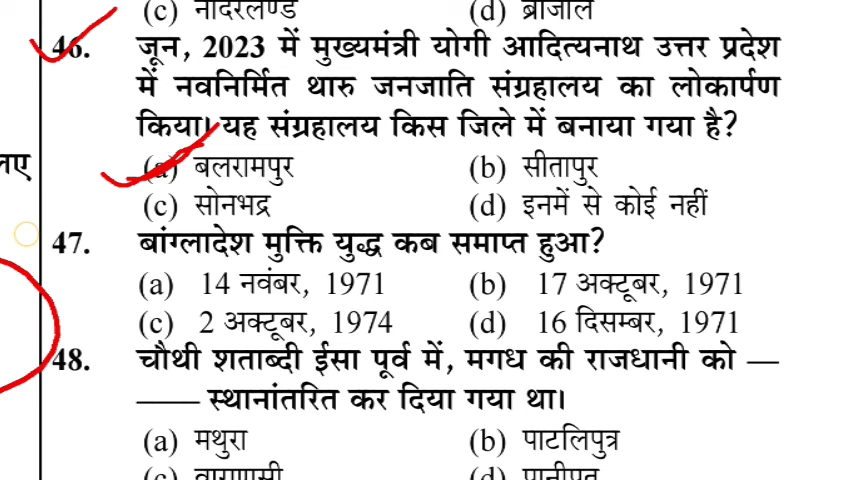 (c) नीदरलैण्ड (d) ब्राजील
46. जून, 2023 में मुख्यमंत्री योगी आदित्यनाथ उत्तर प्रदेश
में नवनिर्मित थारु जनजाति संग्रहालय का लोकार्पण
किया। यह संग्रहालय किस जिले में बनाया गया है?
(a) बलरामपुर (b) सीतापुर
(c) सोनभद्र (d) इनमें से कोई नहीं
47. बांग्लादेश मुक्ति युद्ध कब समाप्त हुआ?
(a) 14 नवंबर, 1971 (b) 17 अक्टूबर, 1971
(c) 2 अक्टूबर, 1974 (d) 16 दिसम्बर, 1971
48. चौथी शताब्दी ईसा पूर्व में, मगध की राजधानी को —
—— स्थानांतरित कर दिया गया था।
(a) मथुरा (b) पाटलिपुत्र
(c) वाराणसी (d) पानीपत